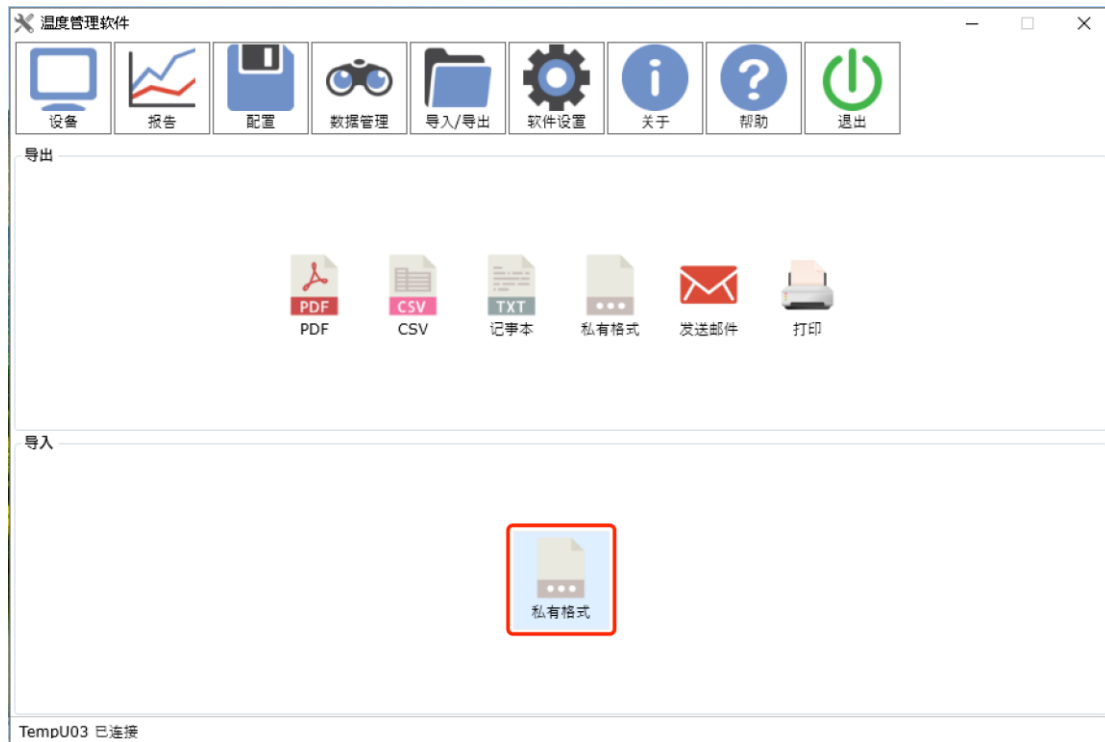 温度管理软件
设备 报告 配置 数据管理 导入/导出 软件设置 关于 帮助 退出
导出
PDF CSV TXT
PDF CSV 记事本 私有格式 发送邮件 打印
导入
私有格式
TempU03 已连接